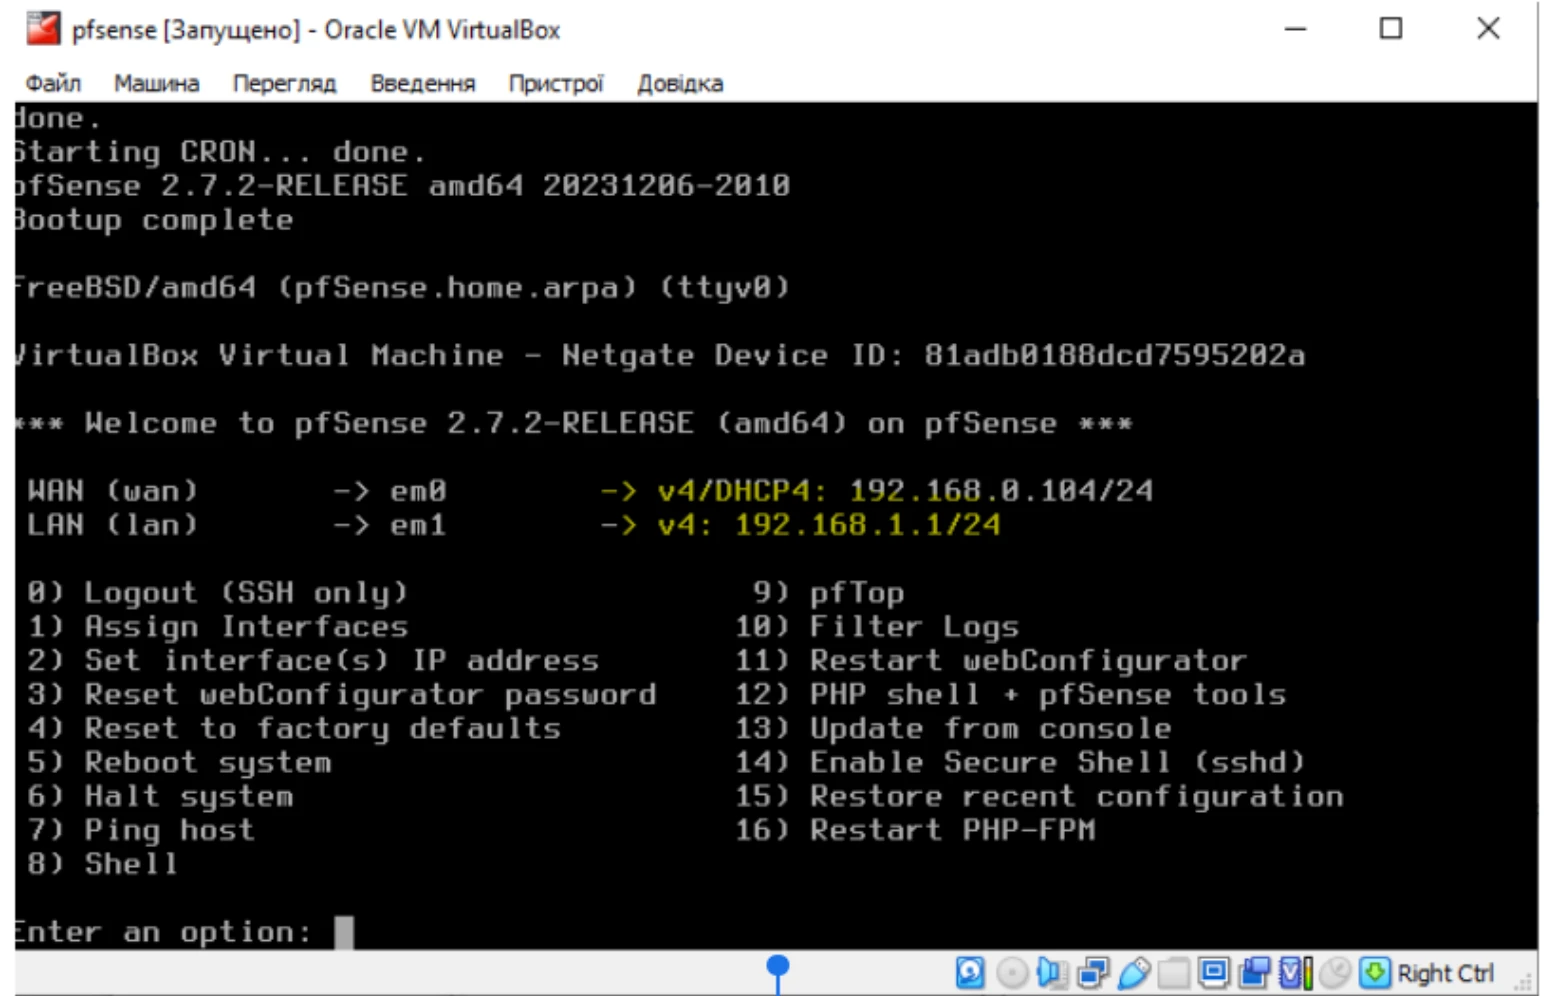 pfsense [Запущено] - Oracle VM VirtualBox
Файл Машина Перегляд Введення Пристрої Довідка
done.
Starting CRON... done.
pfSense 2.7.2-RELEASE amd64 20231206-2010
Bootup complete
FreeBSD/amd64 (pfSense.home.arpa) (ttyv0)
VirtualBox Virtual Machine - Netgate Device ID: 81adb0188dcd7595202a
*** Welcome to pfSense 2.7.2-RELEASE (amd64) on pfSense ***
WAN (wan) -> em0 -> v4/DHCP4: 192.168.0.104/24
LAN (lan) -> em1 -> v4: 192.168.1.1/24
0) Logout (SSH only) 9) pfTop
1) Assign Interfaces 10) Filter Logs
2) Set interface(s) IP address 11) Restart webConfigurator
3) Reset webConfigurator password 12) PHP shell + pfSense tools
4) Reset to factory defaults 13) Update from console
5) Reboot system 14) Enable Secure Shell (sshd)
6) Halt system 15) Restore recent configuration
7) Ping host 16) Restart PHP-FPM
8) Shell
Enter an option:
Right Ctrl